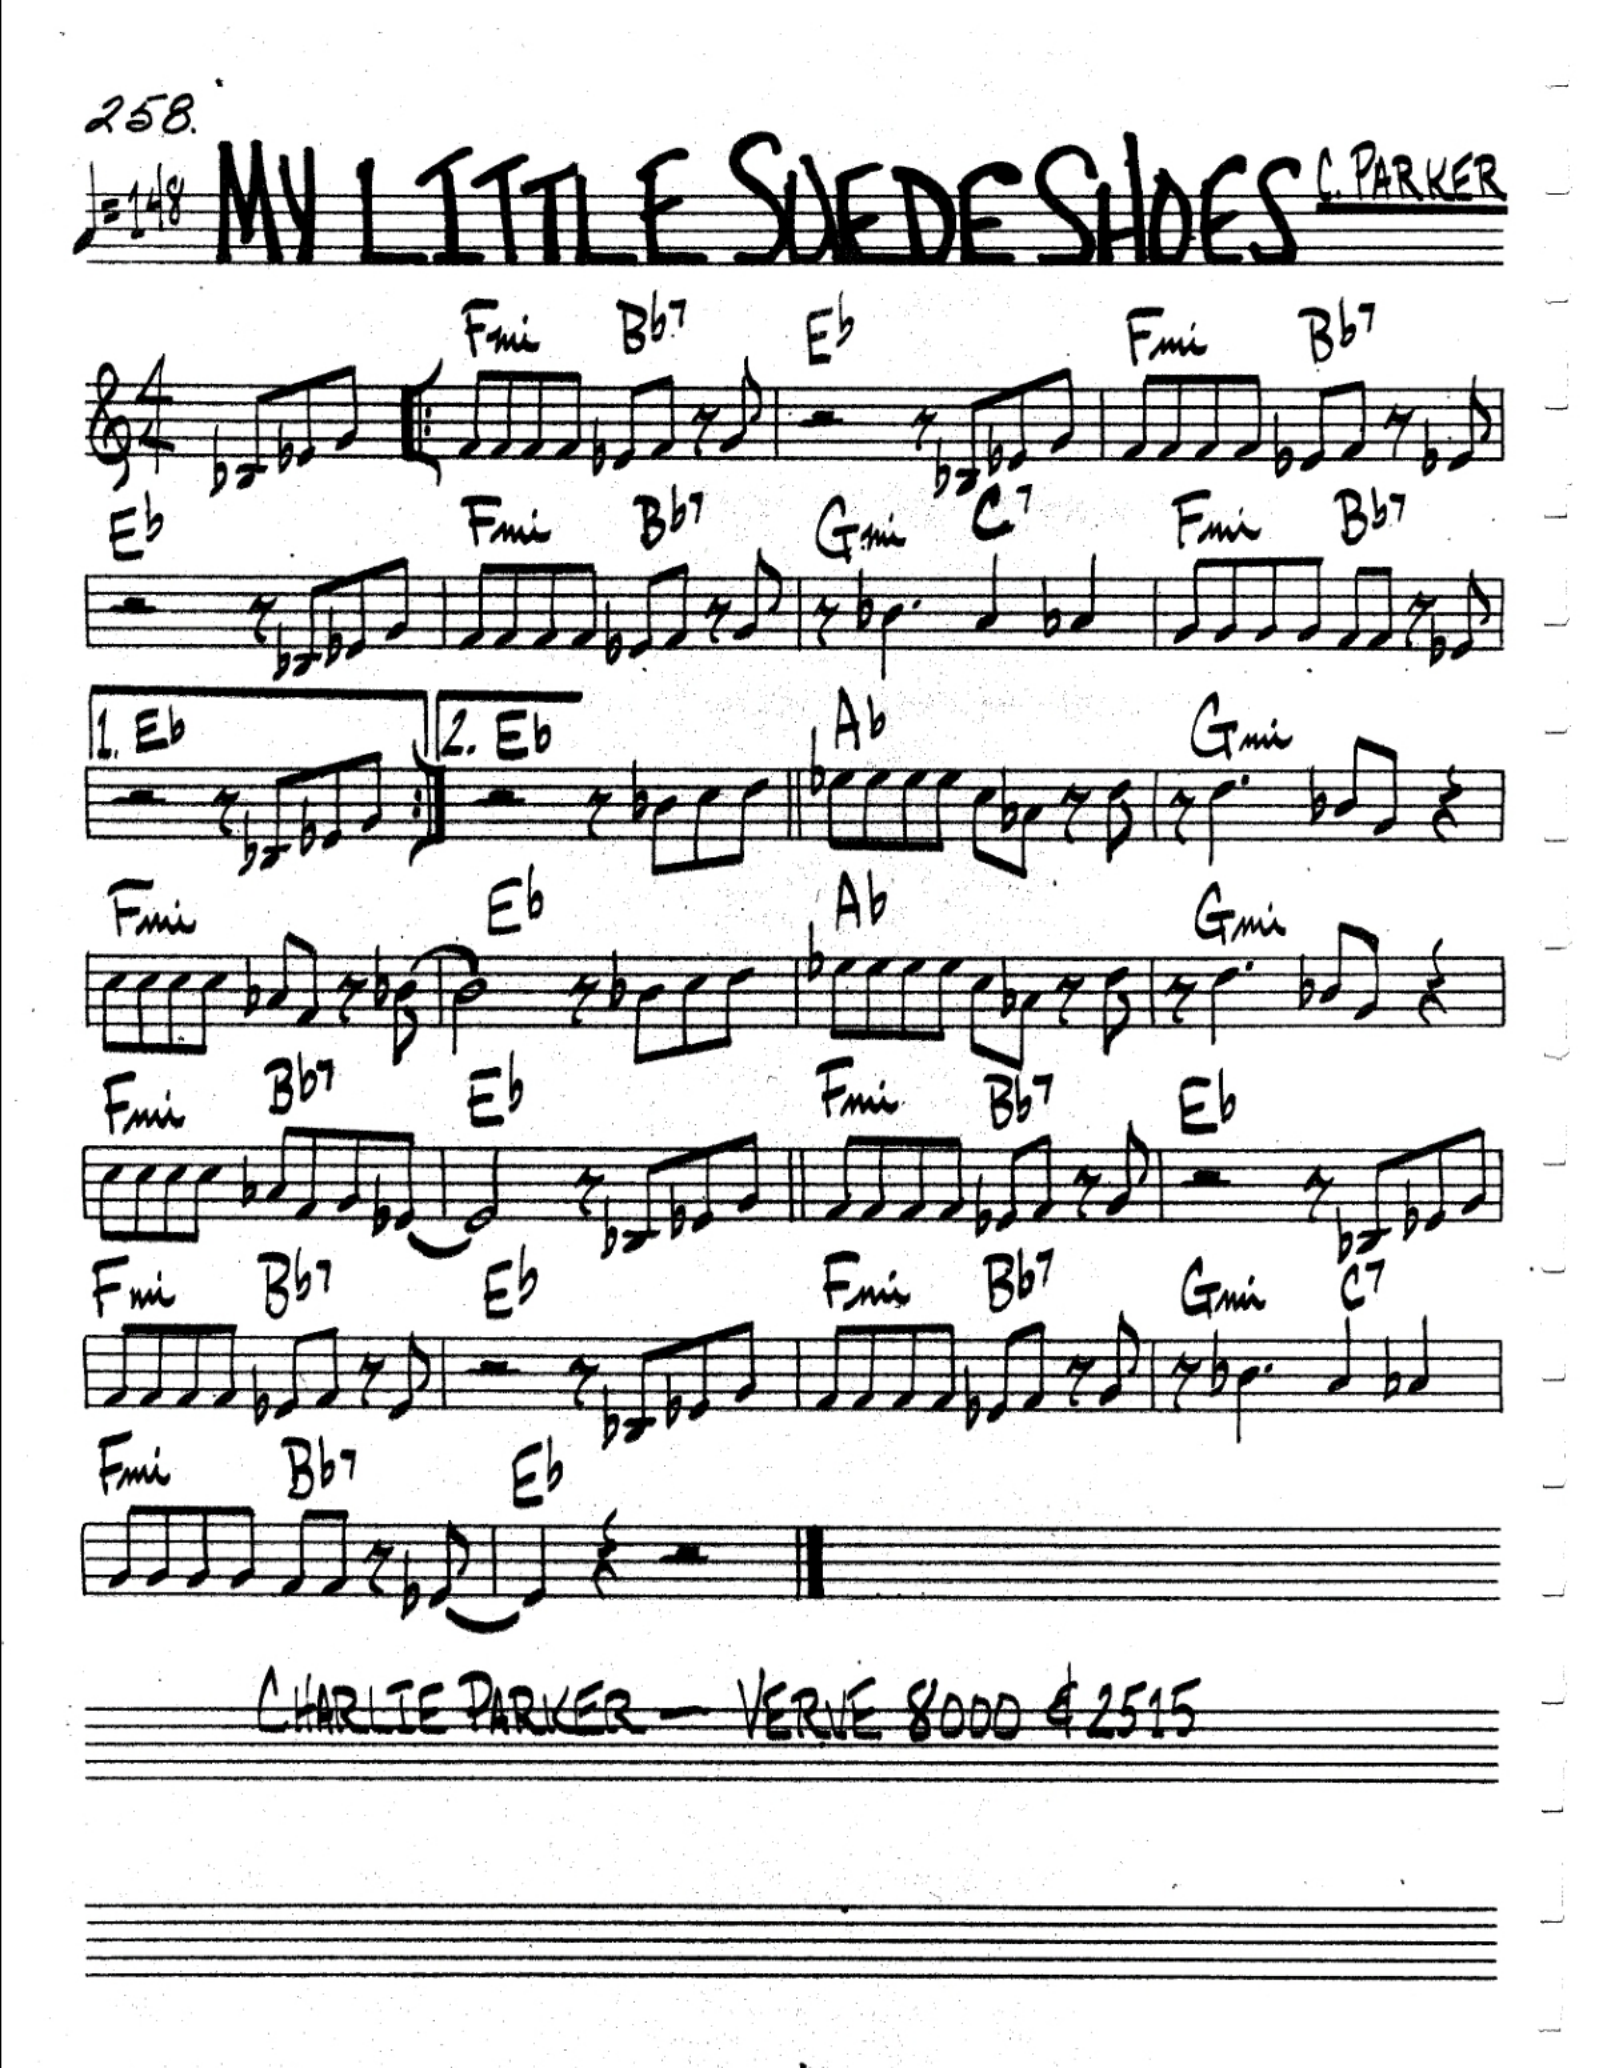 258.
♩=148 MY LITTLE SUEDE SHOES C. PARKER
Fmi Bb7 Eb Fmi Bb7
4/4
Eb Fmi Bb7 Gmi C7 Fmi Bb7
1. Eb 2. Eb Ab Gmi
Fmi Eb Ab Gmi
Fmi Bb7 Eb Fmi Bb7 Eb
Fmi Bb7 Eb Fmi Bb7 Gmi C7
Fmi Bb7 Eb
CHARLIE PARKER — VERVE 8000 & 2515